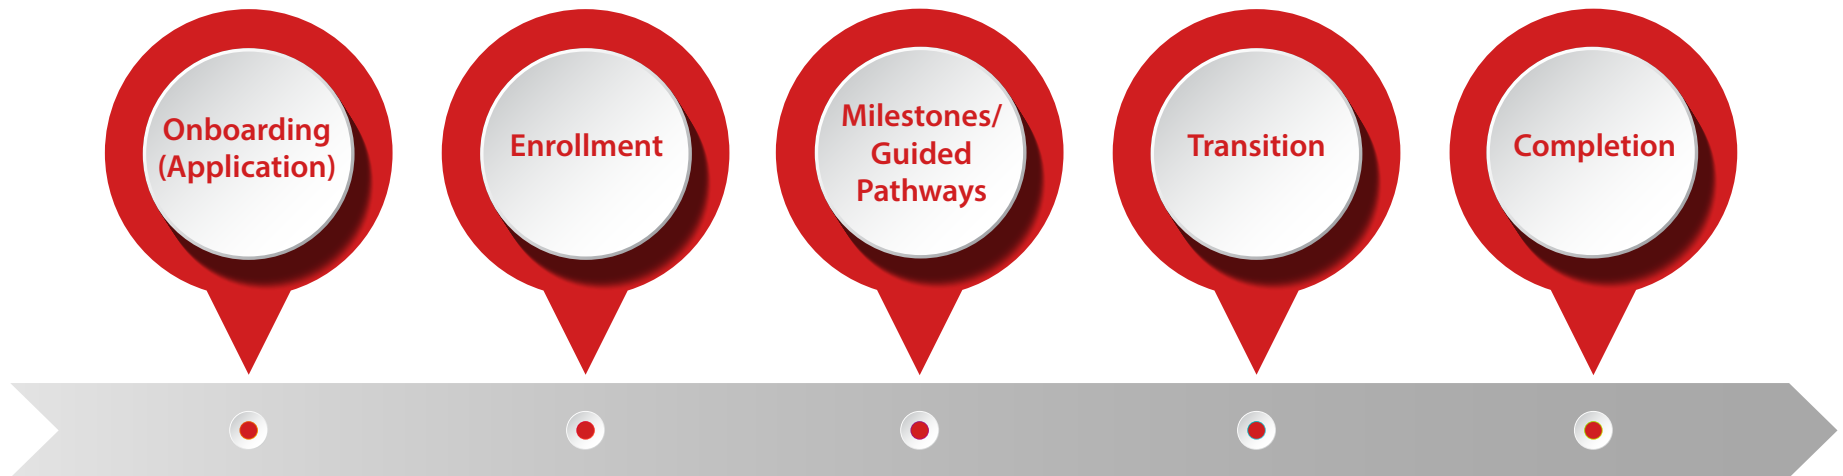 Onboarding
(Application)
Enrollment
Milestones/
Guided
Pathways
Transition
Completion